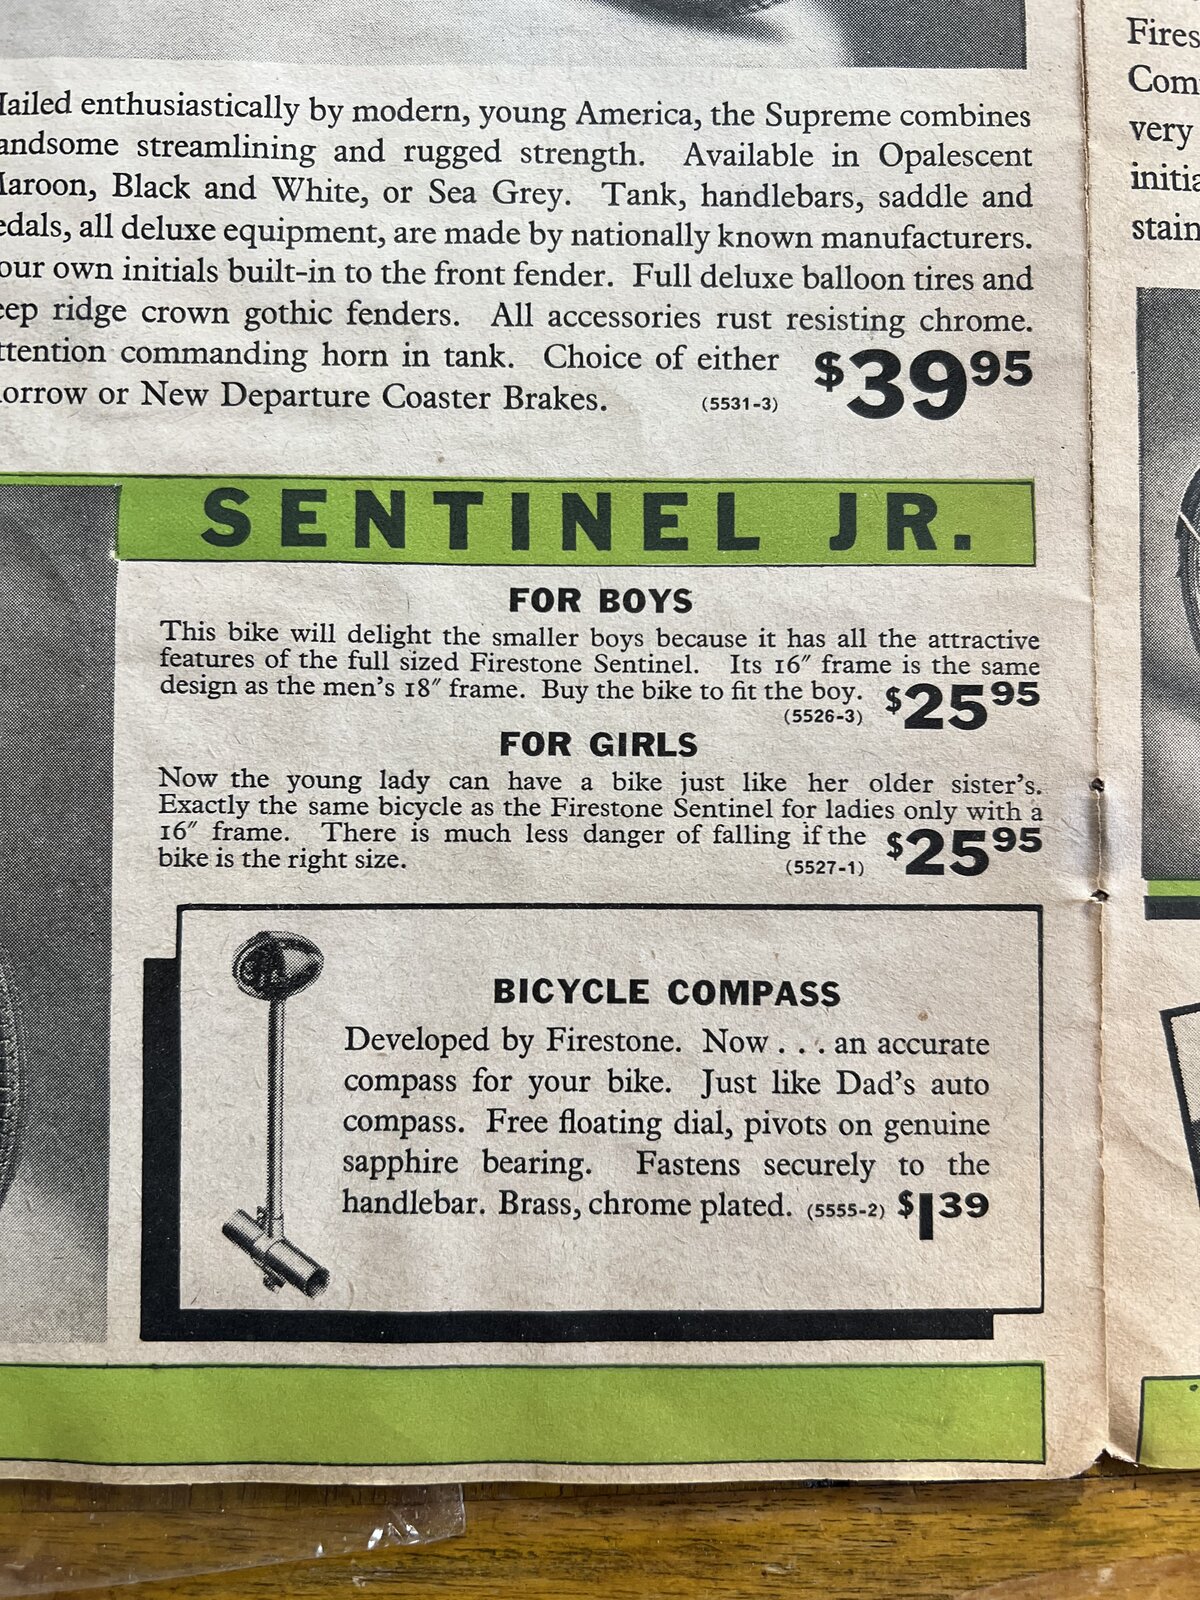 enthusiastically by modern, young America, the Supreme combines
streamlining and rugged strength. Available in Opalescent
Black and White, or Sea Grey. Tank, handlebars, saddle and
all deluxe equipment, are made by nationally known manufacturers.
own initials built-in to the front fender. Full deluxe balloon tires and
ridge crown gothic fenders. All accessories rust resisting chrome.
commanding horn in tank. Choice of either
or New Departure Coaster Brakes. (5531-3) $39 95
SENTINEL JR.
FOR BOYS
This bike will delight the smaller boys because it has all the attractive
features of the full sized Firestone Sentinel. Its 16″ frame is the same
design as the men's 18″ frame. Buy the bike to fit the boy.
(5526-3) $25 95
FOR GIRLS
Now the young lady can have a bike just like her older sister's.
Exactly the same bicycle as the Firestone Sentinel for ladies only with a
16″ frame. There is much less danger of falling if the
bike is the right size. (5527-1) $25 95
BICYCLE COMPASS
Developed by Firestone. Now . . . an accurate
compass for your bike. Just like Dad's auto
compass. Free floating dial, pivots on genuine
sapphire bearing. Fastens securely to the
handlebar. Brass, chrome plated. (5555-2) $1 39
Fires
Com
very
initia
stain